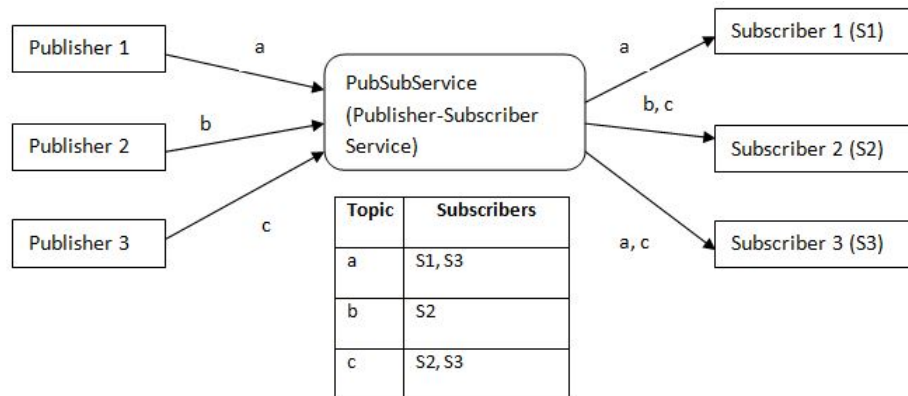 Publisher 1
a
Publisher 2
b
Publisher 3
c
PubSubService
(Publisher-Subscriber
Service)
a
Subscriber 1 (S1)
b, c
Subscriber 2 (S2)
a, c
Subscriber 3 (S3)
Topic Subscribers
a S1, S3
b S2
c S2, S3